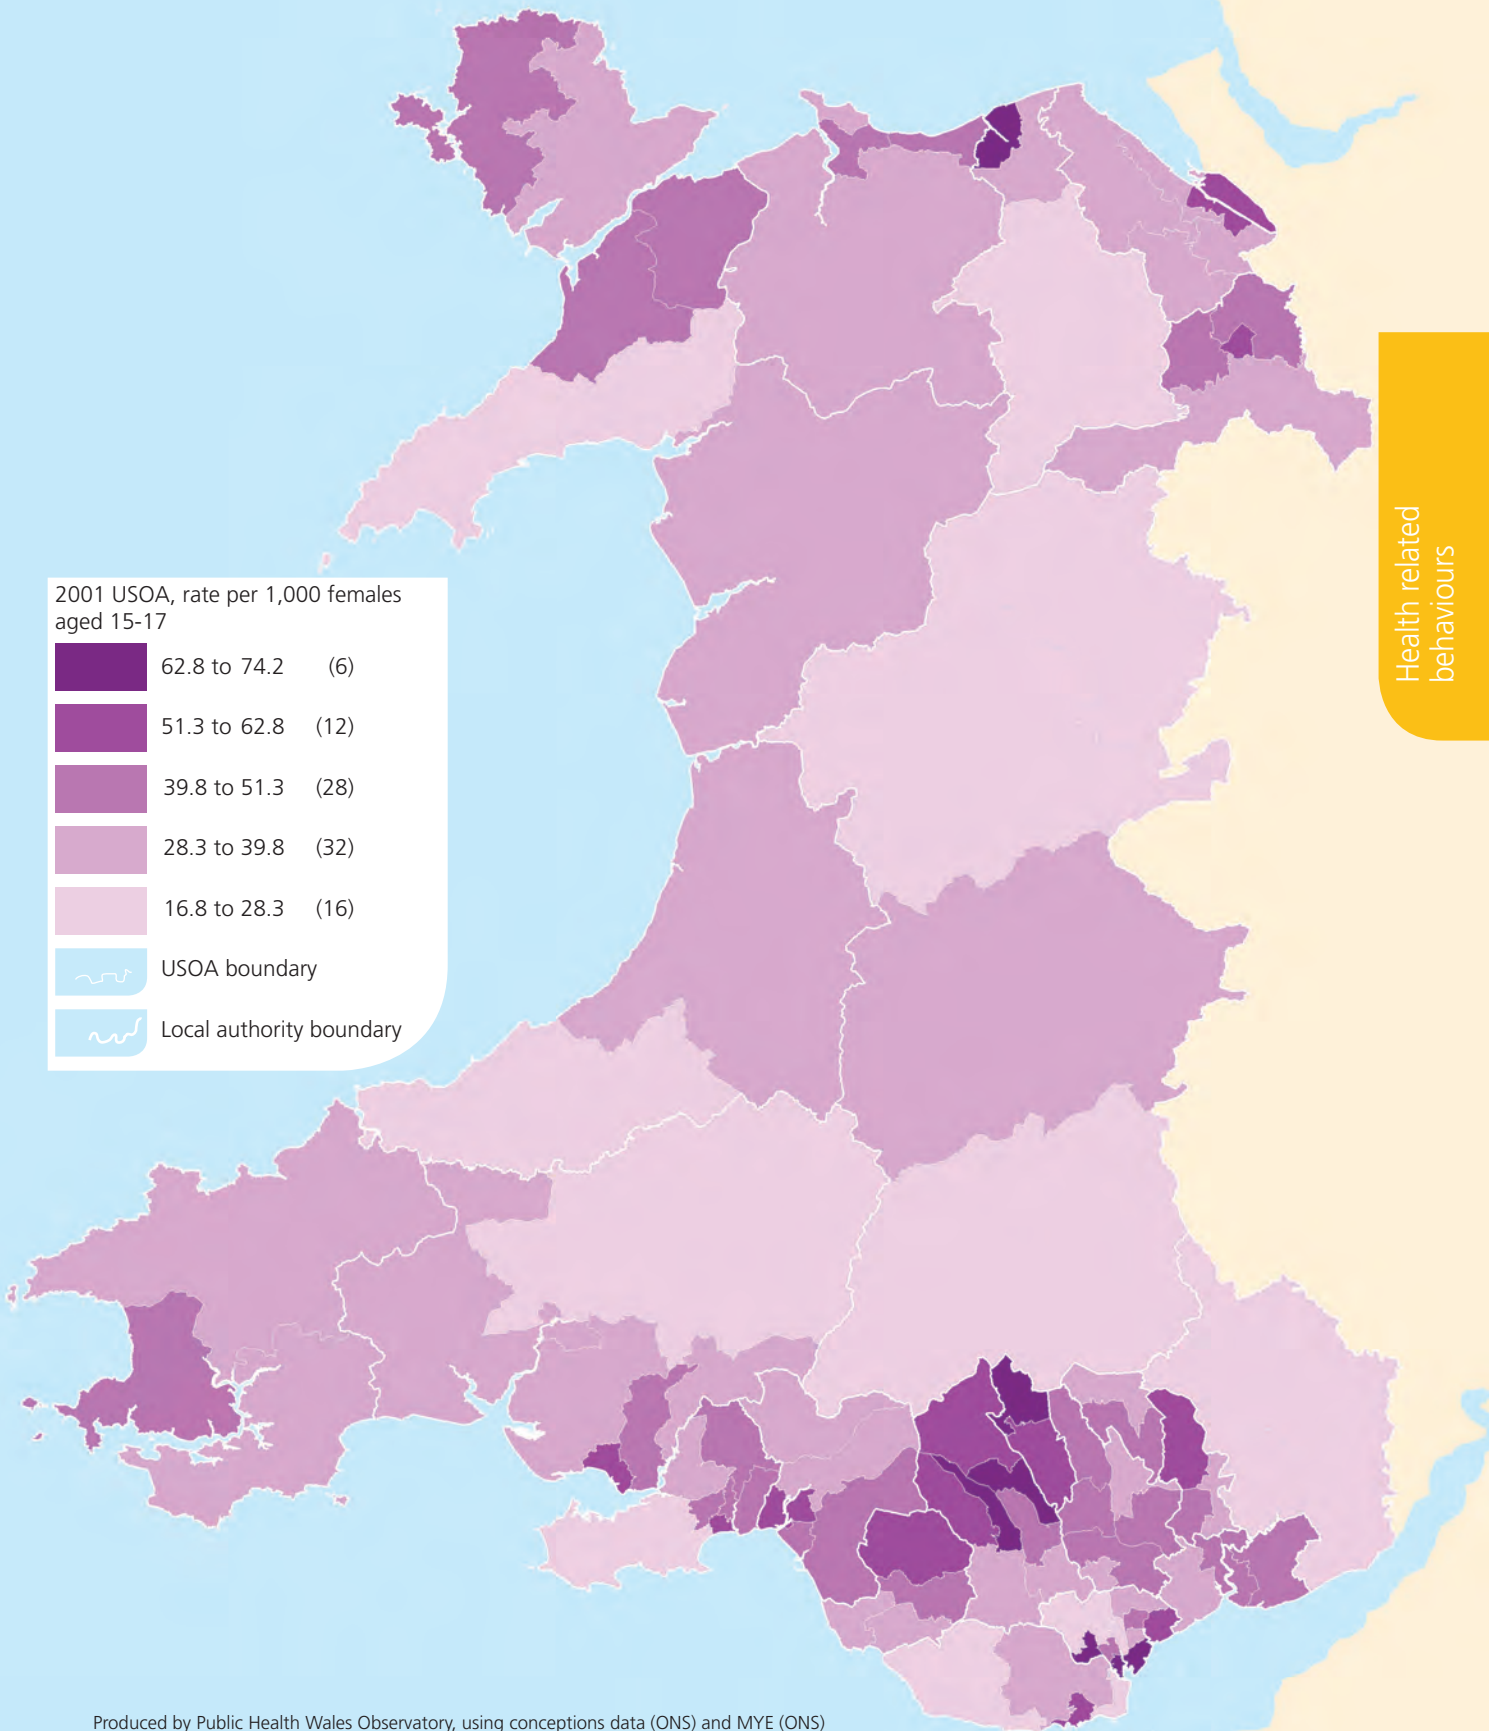 2001 USOA, rate per 1,000 females
aged 15-17
62.8 to 74.2 (6)
51.3 to 62.8 (12)
39.8 to 51.3 (28)
28.3 to 39.8 (32)
16.8 to 28.3 (16)
USOA boundary
Local authority boundary
Health related
behaviours
Produced by Public Health Wales Observatory, using conceptions data (ONS) and MYE (ONS)